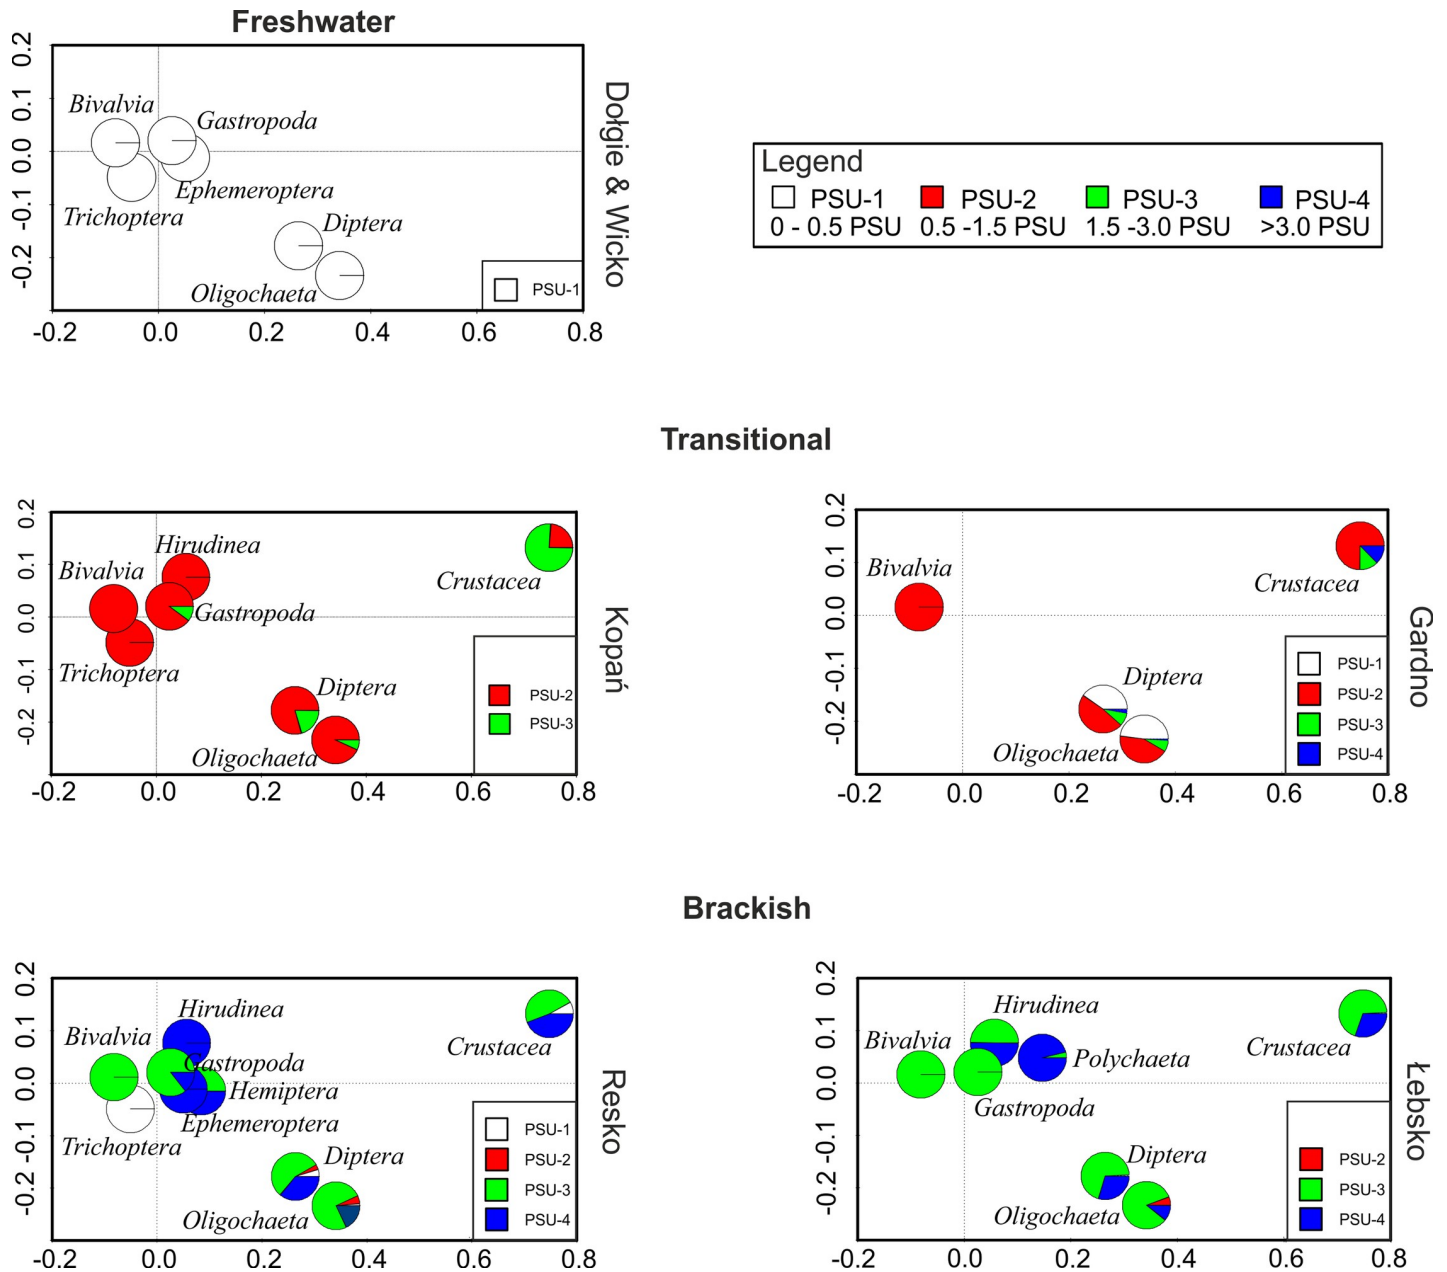 Freshwater
0.2
0.1
0.0
-0.1
-0.2
Bivalvia
Gastropoda
Ephemeroptera
Trichoptera
Diptera
Oligochaeta
PSU-1
-0.2 0.0 0.2 0.4 0.6 0.8
Dołgie & Wicko
Legend
PSU-1 PSU-2 PSU-3 PSU-4
0 - 0.5 PSU 0.5 -1.5 PSU 1.5 -3.0 PSU >3.0 PSU
Transitional
0.2
0.1
0.0
-0.1
-0.2
Hirudinea
Bivalvia
Crustacea
Gastropoda
Trichoptera
Diptera
Oligochaeta
PSU-2
PSU-3
-0.2 0.0 0.2 0.4 0.6 0.8
Kopań
0.2
0.1
0.0
-0.1
-0.2
Bivalvia
Crustacea
Diptera
Oligochaeta
PSU-1
PSU-2
PSU-3
PSU-4
-0.2 0.0 0.2 0.4 0.6 0.8
Gardno
Brackish
0.2
0.1
0.0
-0.1
-0.2
Hirudinea
Bivalvia
Crustacea
Gastropoda
Hemiptera
Ephemeroptera
Trichoptera
Diptera
Oligochaeta
PSU-1
PSU-2
PSU-3
PSU-4
-0.2 0.0 0.2 0.4 0.6 0.8
Resko
0.2
0.1
0.0
-0.1
-0.2
Hirudinea
Bivalvia
Crustacea
Polychaeta
Gastropoda
Diptera
Oligochaeta
PSU-2
PSU-3
PSU-4
-0.2 0.0 0.2 0.4 0.6 0.8
Łebsko